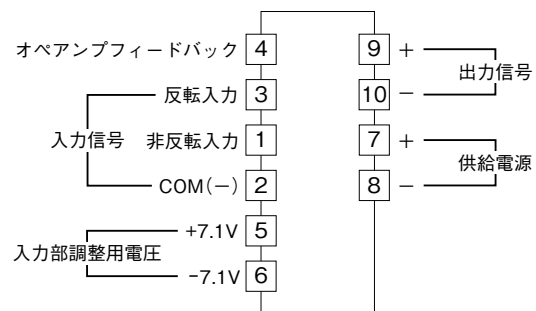 オペアンプフィードバック 4
反転入力 3
入力信号
非反転入力 1
COM(−) 2
+7.1V 5
入力部調整用電圧
−7.1V 6
9 +
出力信号
10 −
7 +
供給電源
8 −